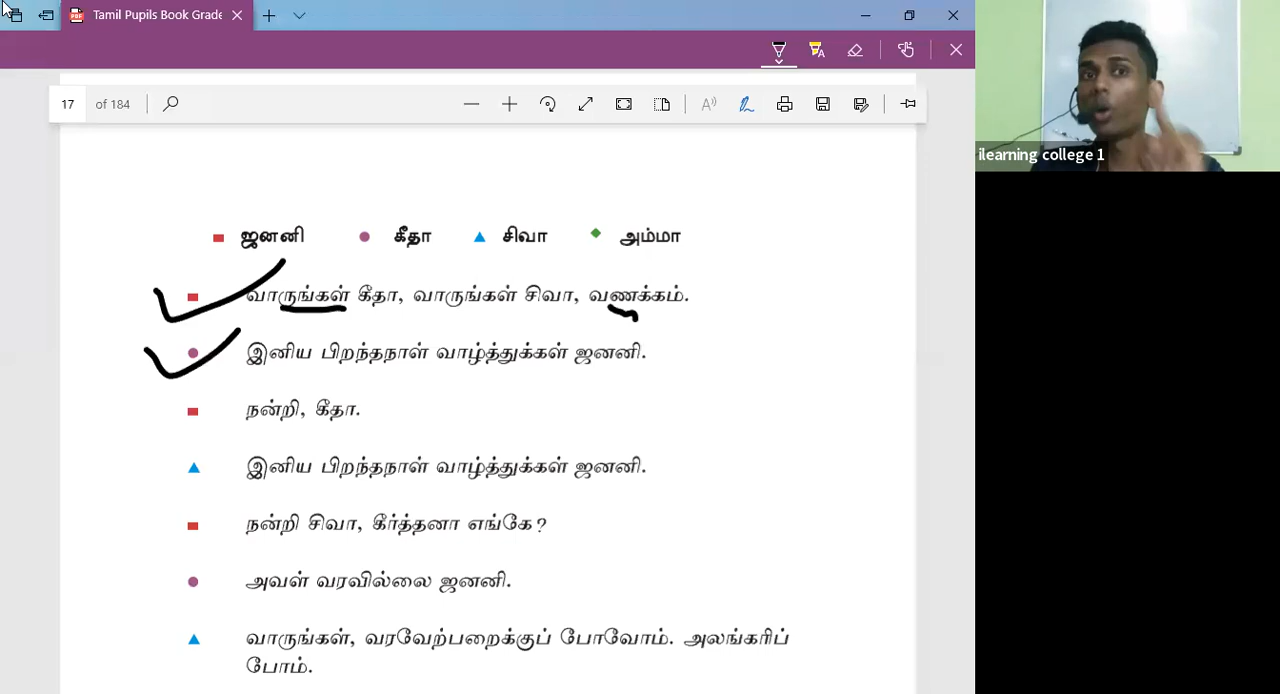 Tamil Pupils Book Grade
17 of 184
ilearning college 1
ஜனனி கீதா சிவா அம்மா
வாருங்கள் கீதா, வாருங்கள் சிவா, வணக்கம்.
இனிய பிறந்தநாள் வாழ்த்துக்கள் ஜனனி.
நன்றி, கீதா.
இனிய பிறந்தநாள் வாழ்த்துக்கள் ஜனனி.
நன்றி சிவா, கீர்த்தனா எங்கே?
அவள் வரவில்லை ஜனனி.
வாருங்கள், வரவேற்பறைக்குப் போவோம். அலங்கரிப்
போம்.